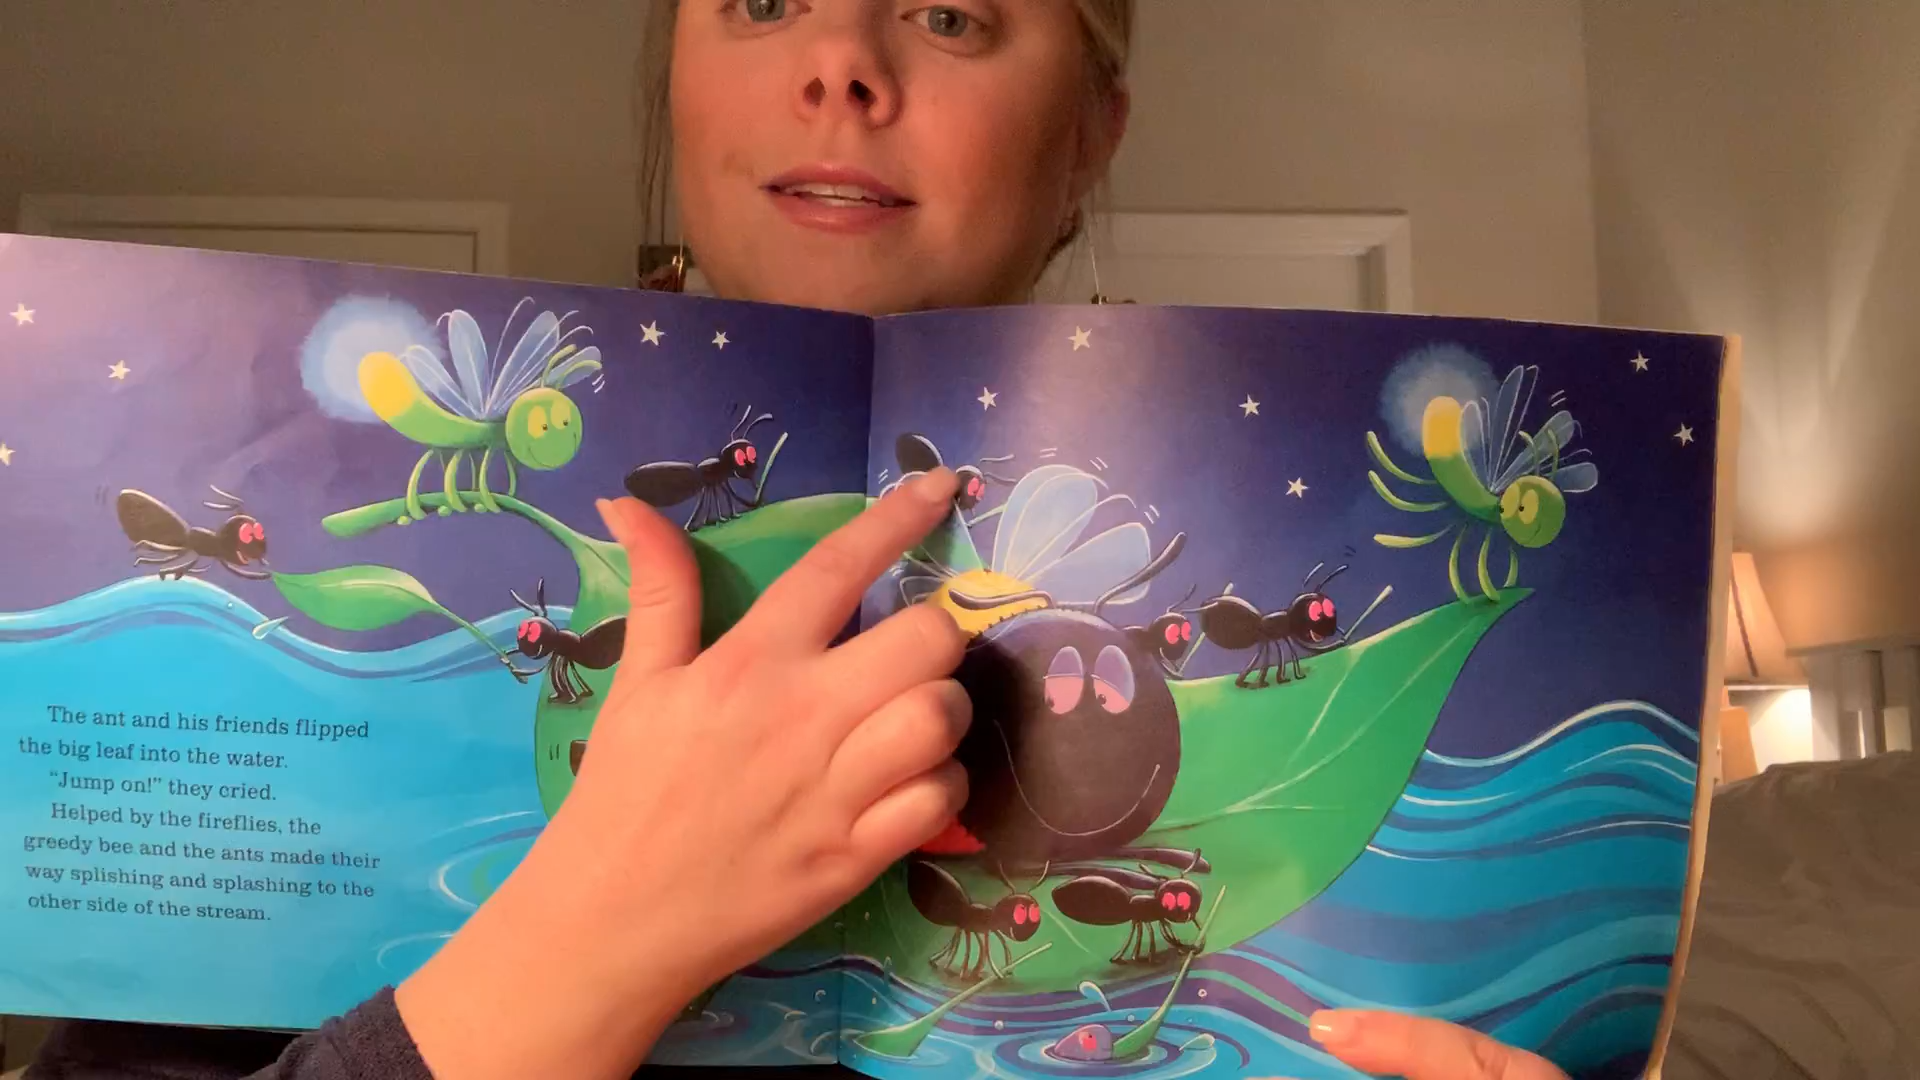 The ant and his friends flipped
the big leaf into the water.
"Jump on!" they cried.
Helped by the fireflies, the
greedy bee and the ants made their
way splishing and splashing to the
other side of the stream.